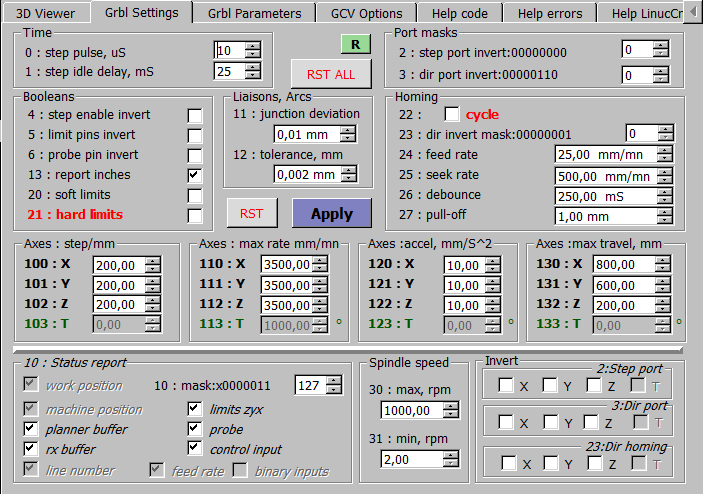 3D Viewer Grbl Settings Grbl Parameters GCV Options Help code Help errors Help LinucCn
Time
0 : step pulse, uS 10
1 : step idle delay, mS 25
R
RST ALL
Port masks
2 : step port invert:00000000 0
3 : dir port invert:00000110 0
Booleans
4 : step enable invert
5 : limit pins invert
6 : probe pin invert
13 : report inches
20 : soft limits
21 : hard limits
Liaisons, Arcs
11 : junction deviation
0,01 mm
12 : tolerance, mm
0,002 mm
RST Apply
Homing
22 : cycle
23 : dir invert mask:00000001 0
24 : feed rate 25,00 mm/mn
25 : seek rate 500,00 mm/mn
26 : debounce 250,00 mS
27 : pull-off 1,00 mm
Axes : step/mm
100 : X 200,00
101 : Y 200,00
102 : Z 200,00
103 : T 0,00
Axes : max rate mm/mn
110 : X 3500,00
111 : Y 3500,00
112 : Z 3500,00
113 : T 1000,00 °
Axes :accel, mm/S^2
120 : X 10,00
121 : Y 10,00
122 : Z 10,00
123 : T 0,00 °
Axes :max travel, mm
130 : X 800,00
131 : Y 600,00
132 : Z 200,00
133 : T 0,00 °
10 : Status report
work position 10 : mask:x0000011 127
machine position limits zyx
planner buffer probe
rx buffer control input
line number feed rate binary inputs
Spindle speed
30 : max, rpm
1000,00
31 : min, rpm
2,00
Invert
2:Step port
X Y Z T
3:Dir port
X Y Z T
23:Dir homing
X Y Z T